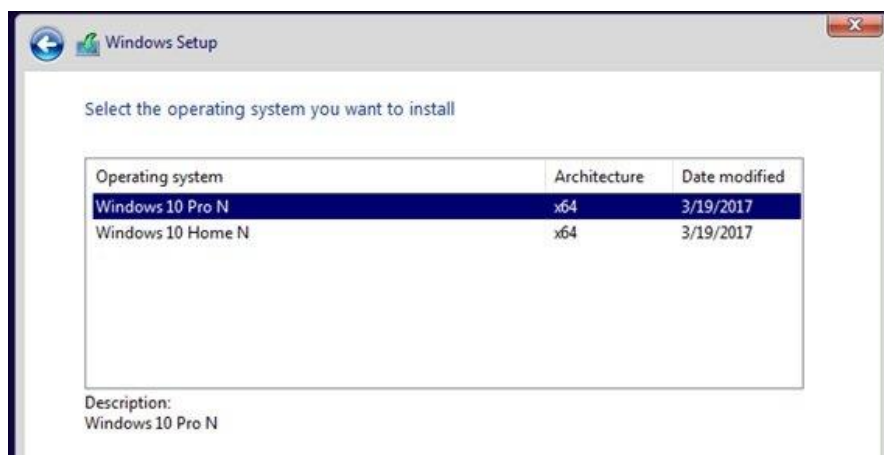 Windows Setup
Select the operating system you want to install
Operating system Architecture Date modified
Windows 10 Pro N x64 3/19/2017
Windows 10 Home N x64 3/19/2017
Description:
Windows 10 Pro N